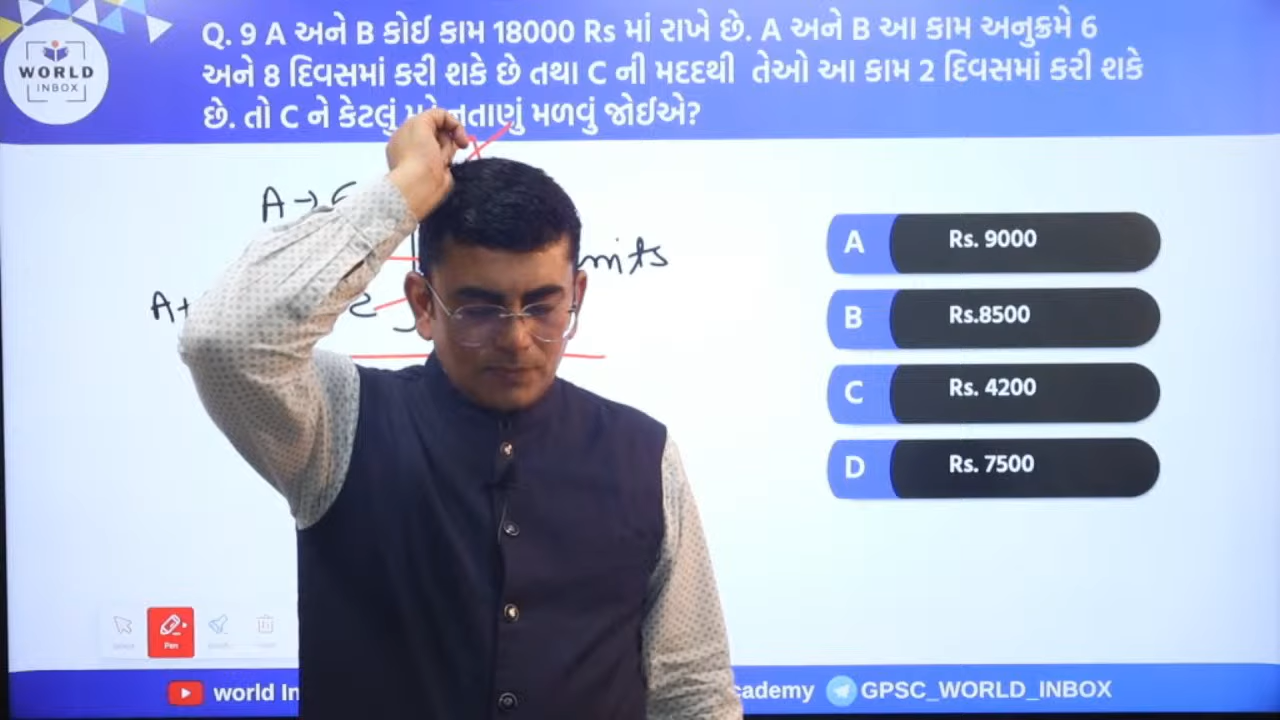 Q. 9 A અને B કોઈ કામ 18000 Rs માં રાખે છે. A અને B આ કામ અનુક્રમે 6
અને 8 દિવસમાં કરી શકે છે તથા C ની મદદથી તેઓ આ કામ 2 દિવસમાં કરી શકે
છે. તો C ને કેટલું મળવું જોઈએ?
WORLD
INBOX
A →
A+
A Rs. 9000
B Rs.8500
C Rs. 4200
D Rs. 7500
Pen
world In
cademy
GPSC_WORLD_INBOX